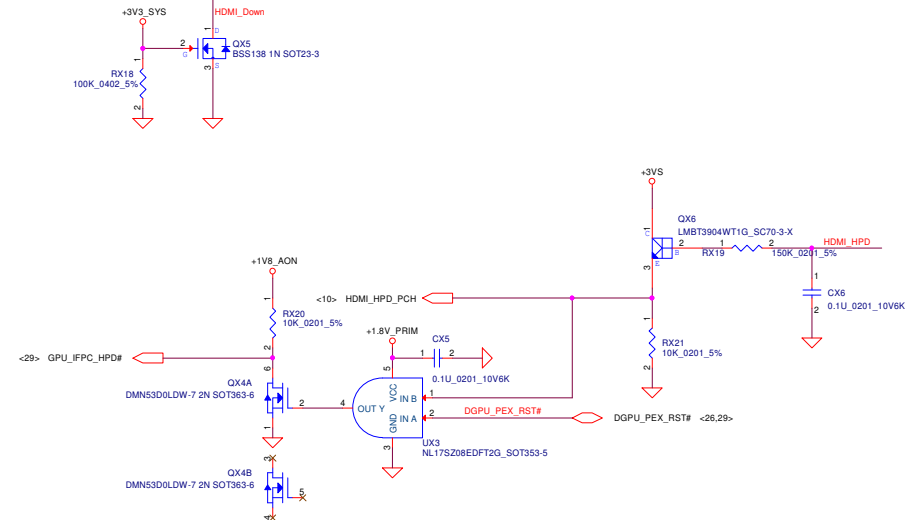 +3V3_SYS
HDMI_Down
1
D
2
G
QX5
BSS138 1N SOT23-3
3
S
1
RX18
100K_0402_5%
2
+3VS
1
C
QX6
LMBT3904WT1G_SC70-3-X
2
B
1
RX19
2
150K_0201_5%
HDMI_HPD
E
3
1
CX6
0.1U_0201_10V6K
2
+1V8_AON
1
RX20
10K_0201_5%
2
<10> HDMI_HPD_PCH
+1.8V_PRIM
CX5
1
2
0.1U_0201_10V6K
1
RX21
10K_0201_5%
2
<29> GPU_IFPC_HPD#
6
QX4A
DMN53D0LDW-7 2N SOT363-6
2
1
4
5
VCC
IN B
1
OUT Y
GND
IN A
2
DGPU_PEX_RST#
DGPU_PEX_RST# <26,29>
3
UX3
NL17SZ08EDFT2G_SOT353-5
3
QX4B
DMN53D0LDW-7 2N SOT363-6
5
4